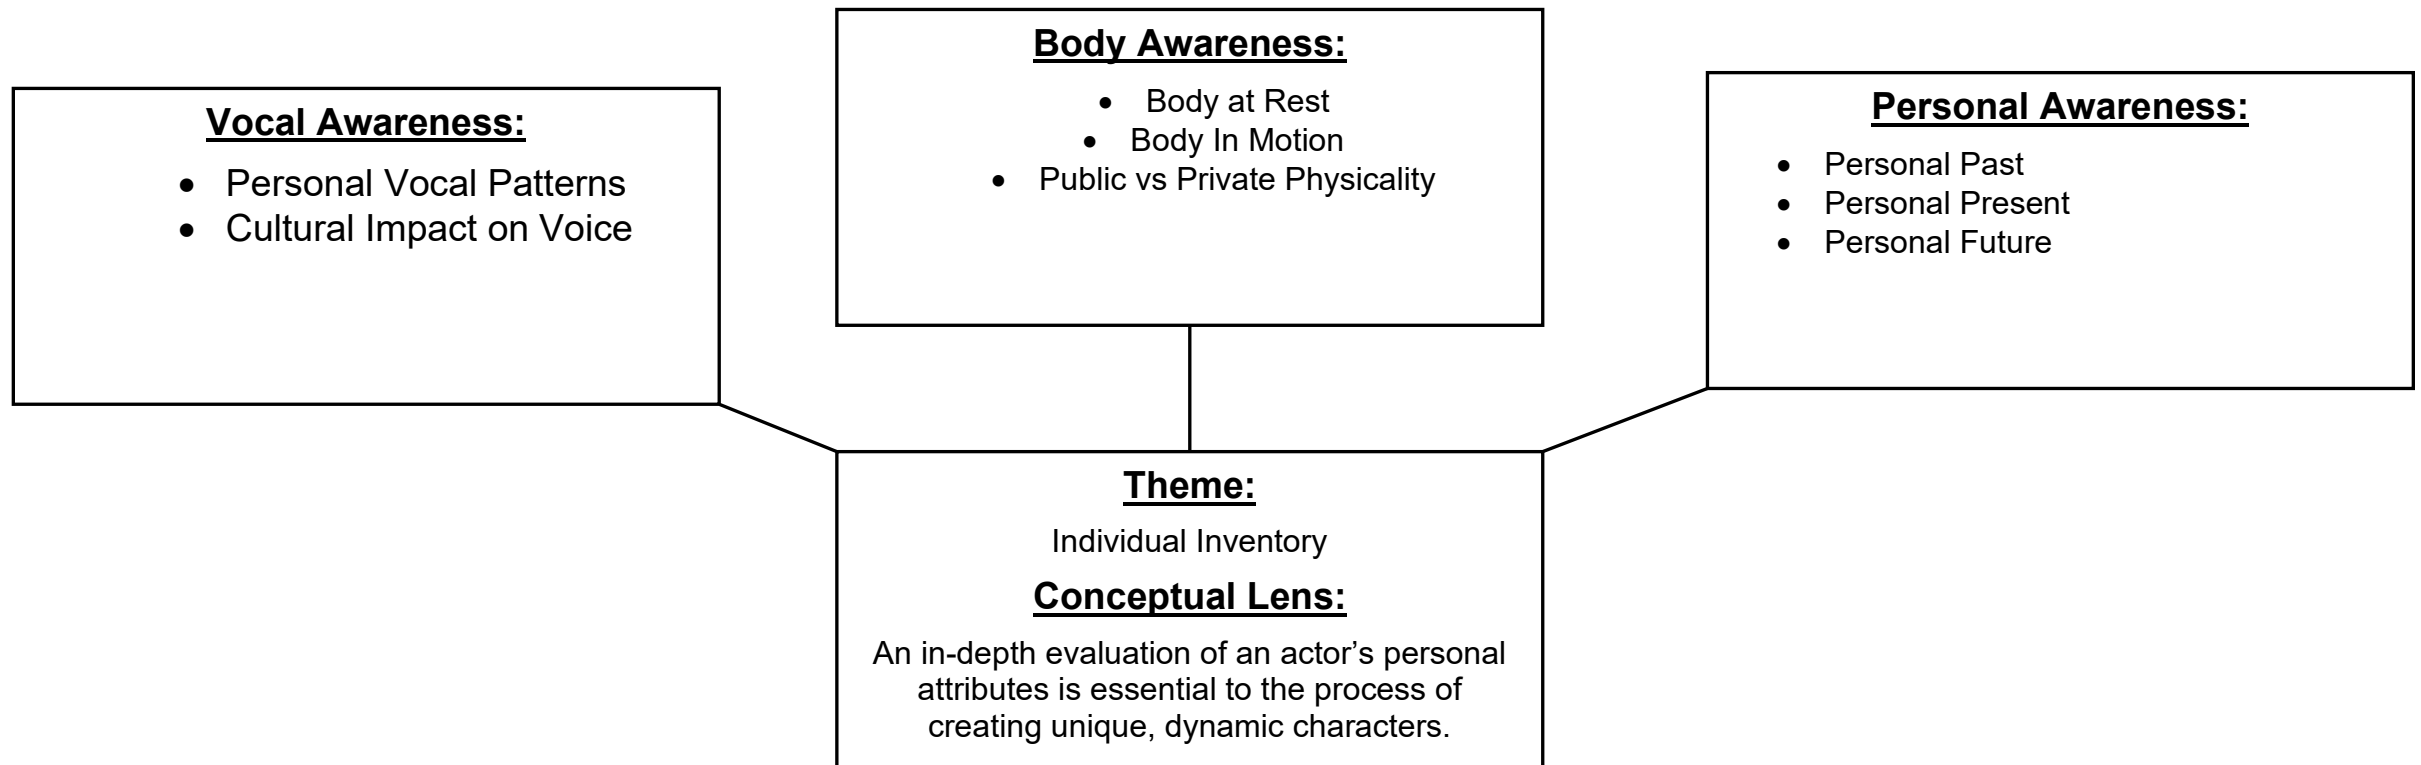 Vocal Awareness:
• Personal Vocal Patterns
• Cultural Impact on Voice
Body Awareness:
• Body at Rest
• Body In Motion
• Public vs Private Physicality
Personal Awareness:
• Personal Past
• Personal Present
• Personal Future
Theme:
Individual Inventory
Conceptual Lens:
An in-depth evaluation of an actor’s personal
attributes is essential to the process of
creating unique, dynamic characters.